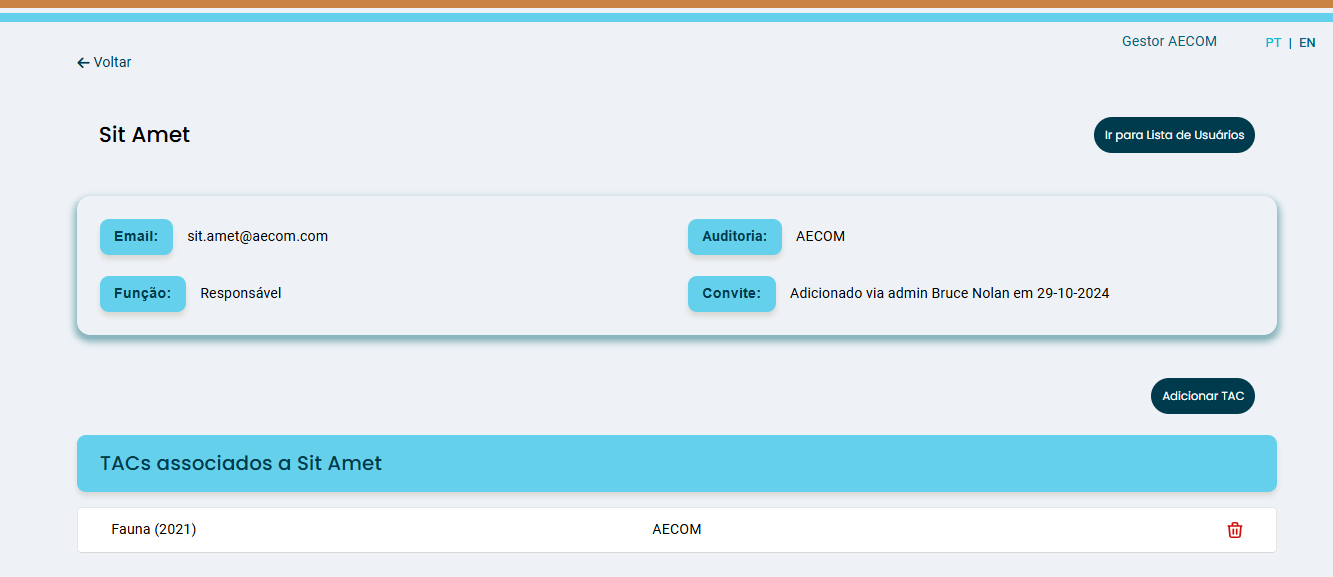 Gestor AECOM
PT | EN
Voltar
Sit Amet
Ir para Lista de Usuários
Email: sit.amet@aecom.com
Auditoria: AECOM
Função: Responsável
Convite: Adicionado via admin Bruce Nolan em 29-10-2024
Adicionar TAC
TACs associados a Sit Amet
Fauna (2021) AECOM